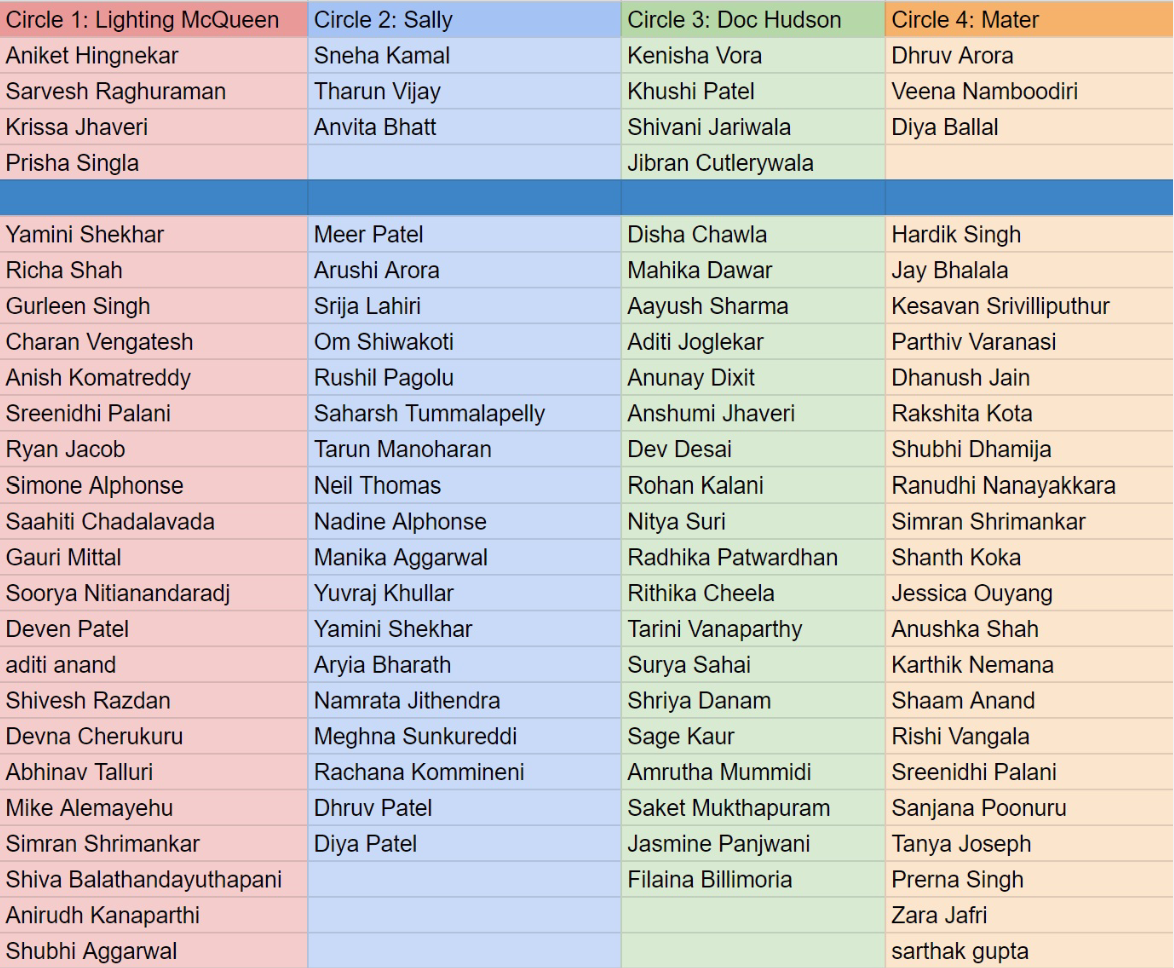 Circle 1: Lighting McQueen Circle 2: Sally Circle 3: Doc Hudson Circle 4: Mater
Aniket Hingnekar Sneha Kamal Kenisha Vora Dhruv Arora
Sarvesh Raghuraman Tharun Vijay Khushi Patel Veena Namboodiri
Krissa Jhaveri Anvita Bhatt Shivani Jariwala Diya Ballal
Prisha Singla Jibran Cutlerywala
Yamini Shekhar Meer Patel Disha Chawla Hardik Singh
Richa Shah Arushi Arora Mahika Dawar Jay Bhalala
Gurleen Singh Srija Lahiri Aayush Sharma Kesavan Srivilliputhur
Charan Vengatesh Om Shiwakoti Aditi Joglekar Parthiv Varanasi
Anish Komatreddy Rushil Pagolu Anunay Dixit Dhanush Jain
Sreenidhi Palani Saharsh Tummalapelly Anshumi Jhaveri Rakshita Kota
Ryan Jacob Tarun Manoharan Dev Desai Shubhi Dhamija
Simone Alphonse Neil Thomas Rohan Kalani Ranudhi Nanayakkara
Saahiti Chadalavada Nadine Alphonse Nitya Suri Simran Shrimankar
Gauri Mittal Manika Aggarwal Radhika Patwardhan Shanth Koka
Soorya Nitianandaradj Yuvraj Khullar Rithika Cheela Jessica Ouyang
Deven Patel Yamini Shekhar Tarini Vanaparthy Anushka Shah
aditi anand Aryia Bharath Surya Sahai Karthik Nemana
Shivesh Razdan Namrata Jithendra Shriya Danam Shaam Anand
Devna Cherukuru Meghna Sunkureddi Sage Kaur Rishi Vangala
Abhinav Talluri Rachana Kommineni Amrutha Mummidi Sreenidhi Palani
Mike Alemayehu Dhruv Patel Saket Mukthapuram Sanjana Poonuru
Simran Shrimankar Diya Patel Jasmine Panjwani Tanya Joseph
Shiva Balathandayuthapani Filaina Billimoria Prerna Singh
Anirudh Kanaparthi Zara Jafri
Shubhi Aggarwal sarthak gupta